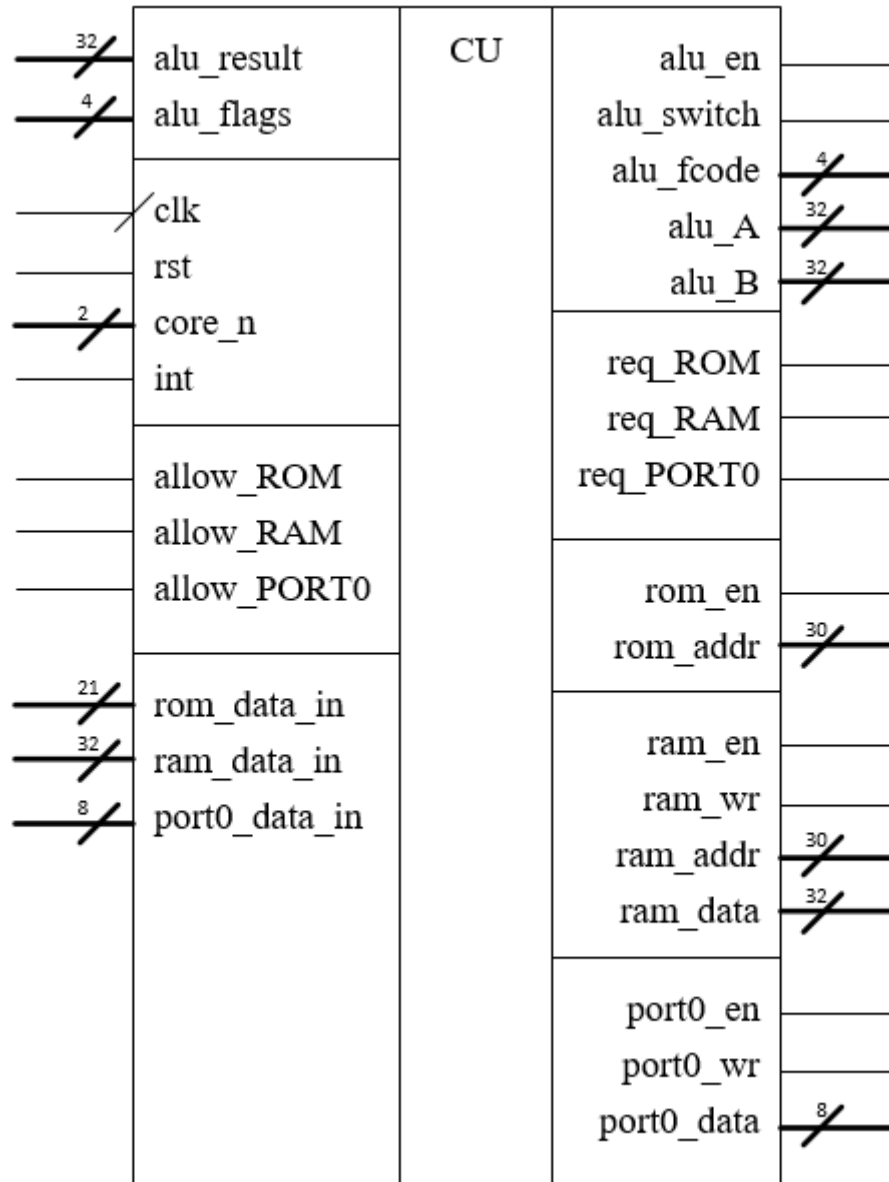 32
alu_result
4
alu_flags
clk
rst
2
core_n
int
allow_ROM
allow_RAM
allow_PORT0
21
rom_data_in
32
ram_data_in
8
port0_data_in
CU
alu_en
alu_switch
alu_fcode
4
alu_A
32
alu_B
32
req_ROM
req_RAM
req_PORT0
rom_en
rom_addr
30
ram_en
ram_wr
ram_addr
30
ram_data
32
port0_en
port0_wr
port0_data
8